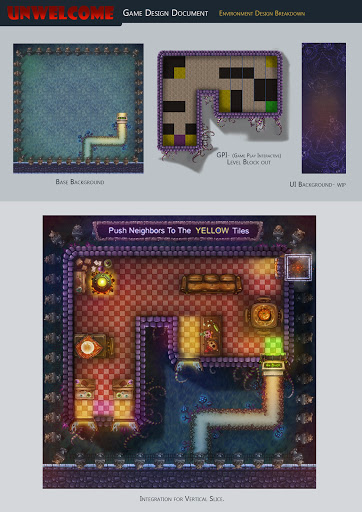 UNWELCOME Game Design Document Environment Design Breakdown
Base Background
GPI (Game Play Interactive)
Level Block out
UI Background- wip
Push Neighbors To The YELLOW Tiles
Integration for Vertical Slice.